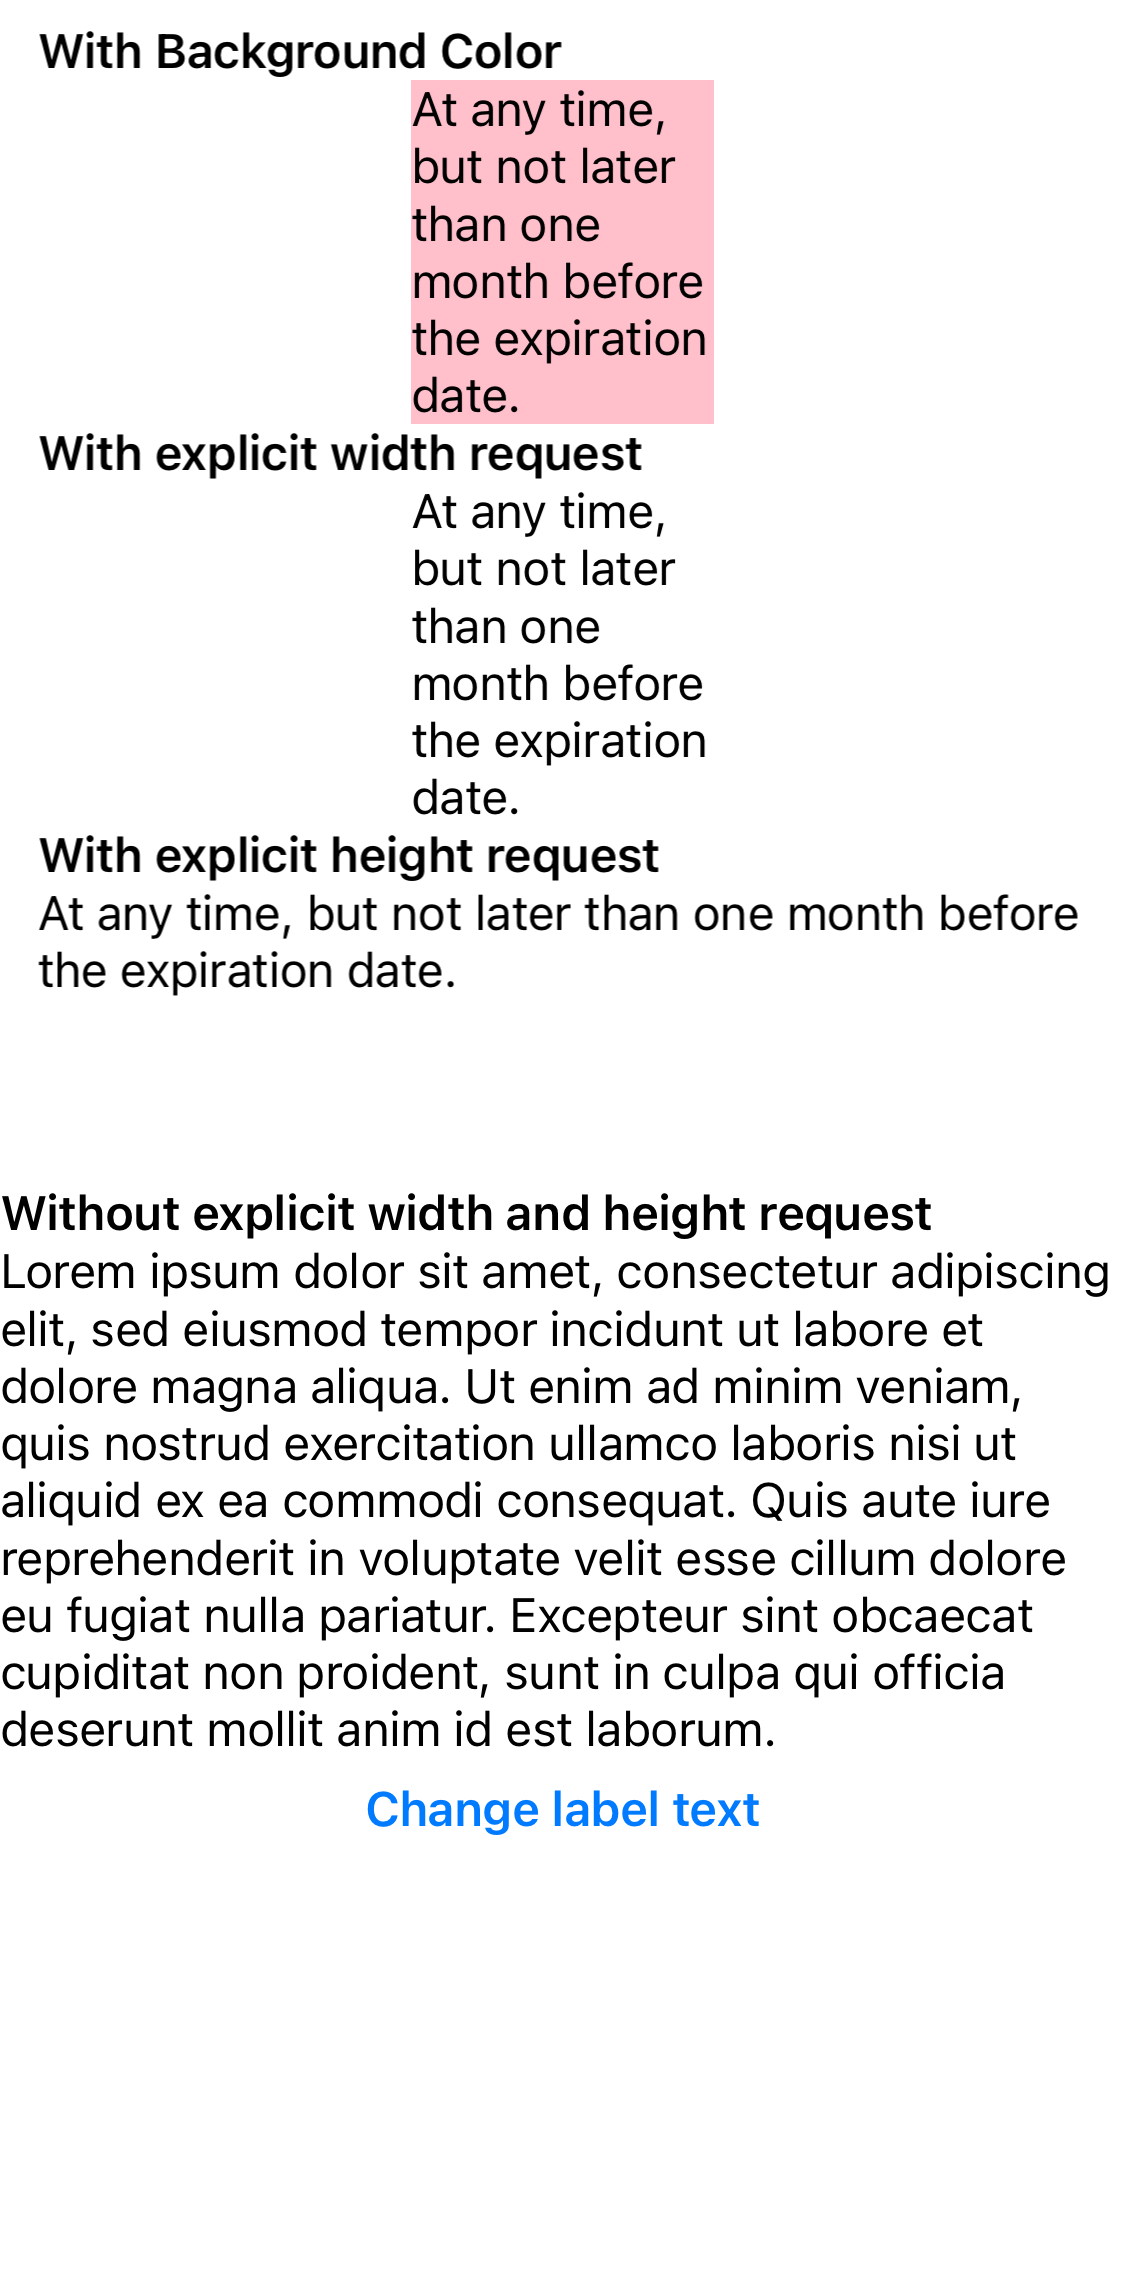 With Background Color
At any time,
but not later
than one
month before
the expiration
date.
With explicit width request
At any time,
but not later
than one
month before
the expiration
date.
With explicit height request
At any time, but not later than one month before
the expiration date.
Without explicit width and height request
Lorem ipsum dolor sit amet, consectetur adipiscing
elit, sed eiusmod tempor incidunt ut labore et
dolore magna aliqua. Ut enim ad minim veniam,
quis nostrud exercitation ullamco laboris nisi ut
aliquid ex ea commodi consequat. Quis aute iure
reprehenderit in voluptate velit esse cillum dolore
eu fugiat nulla pariatur. Excepteur sint obcaecat
cupiditat non proident, sunt in culpa qui officia
deserunt mollit anim id est laborum.
Change label text